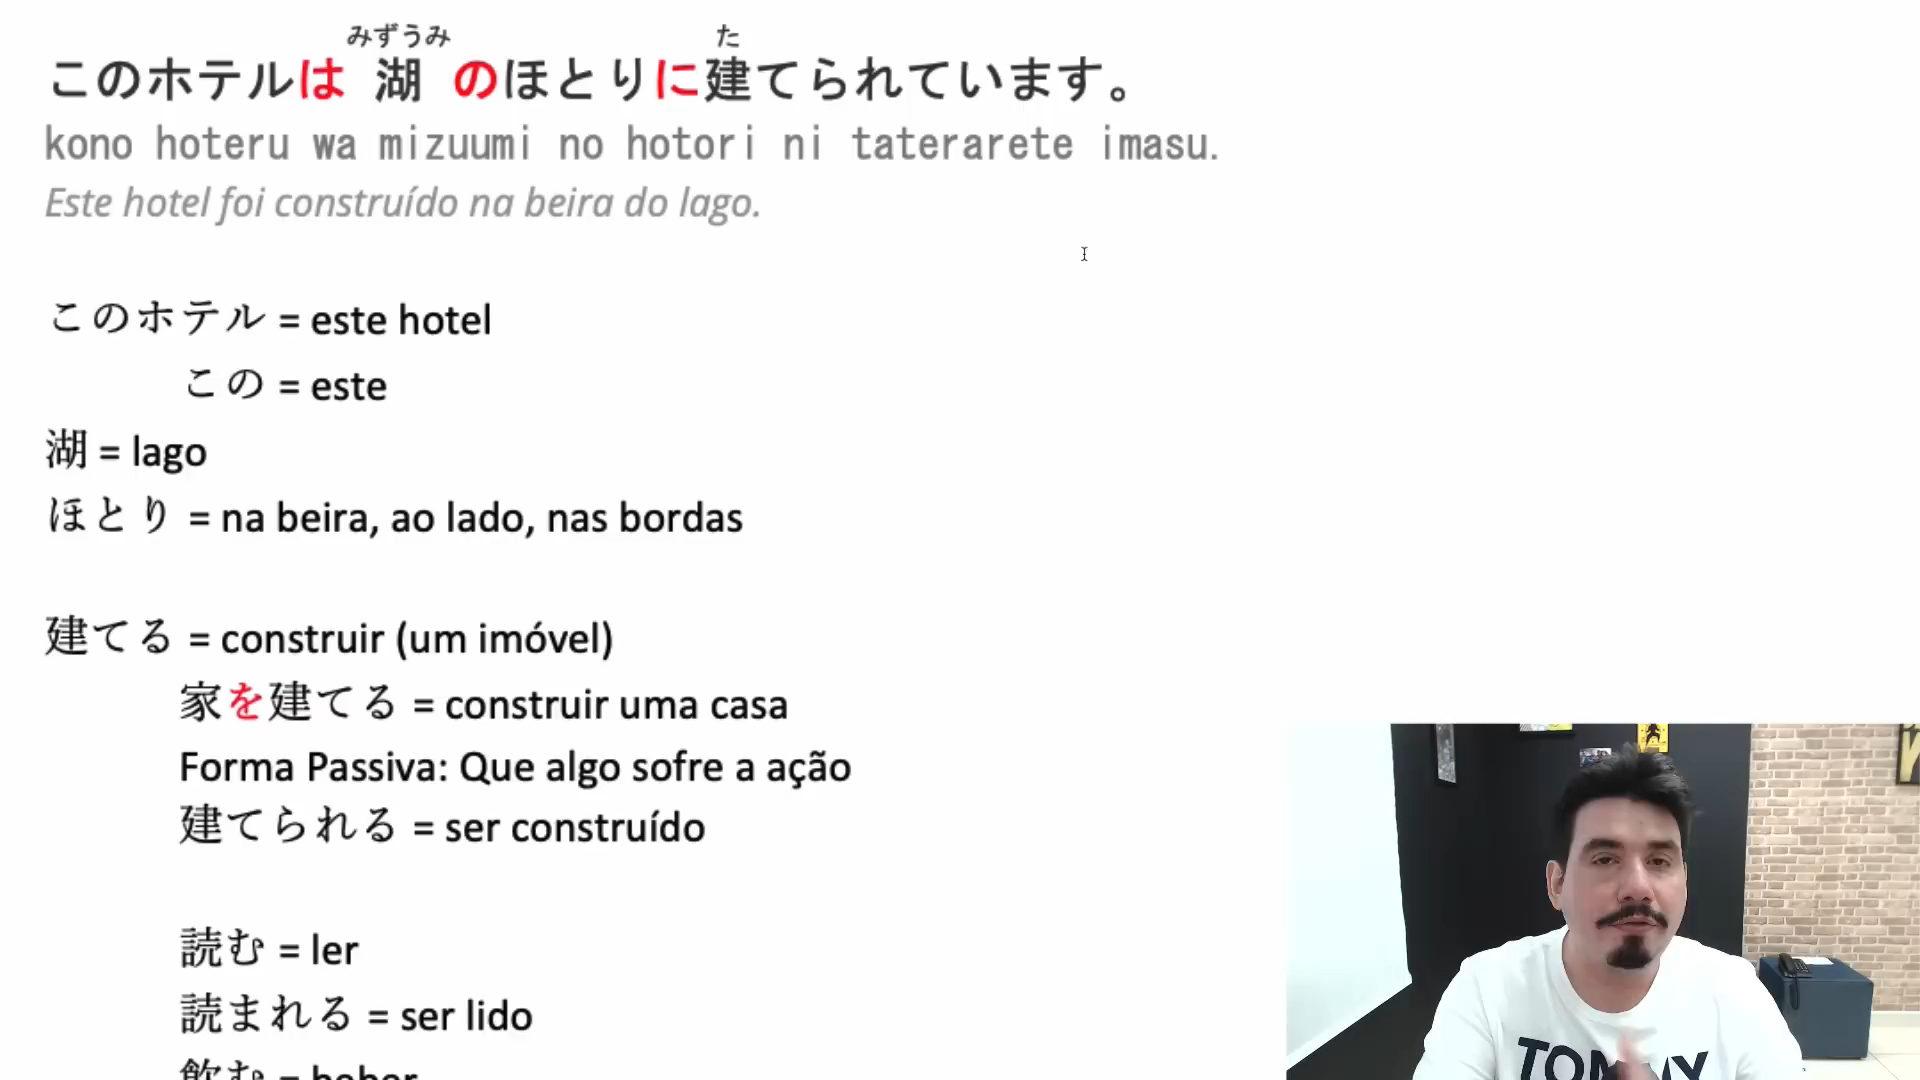 みずうみ た
このホテルは湖のほとりに建てられています。
kono hoteru wa mizuumi no hotori ni taterarete imasu.
Este hotel foi construído na beira do lago.
このホテル = este hotel
この = este
湖 = lago
ほとり = na beira, ao lado, nas bordas
建てる = construir (um imóvel)
家を建てる = construir uma casa
Forma Passiva: Que algo sofre a ação
建てられる = ser construído
読む = ler
読まれる = ser lido
飲む = beber